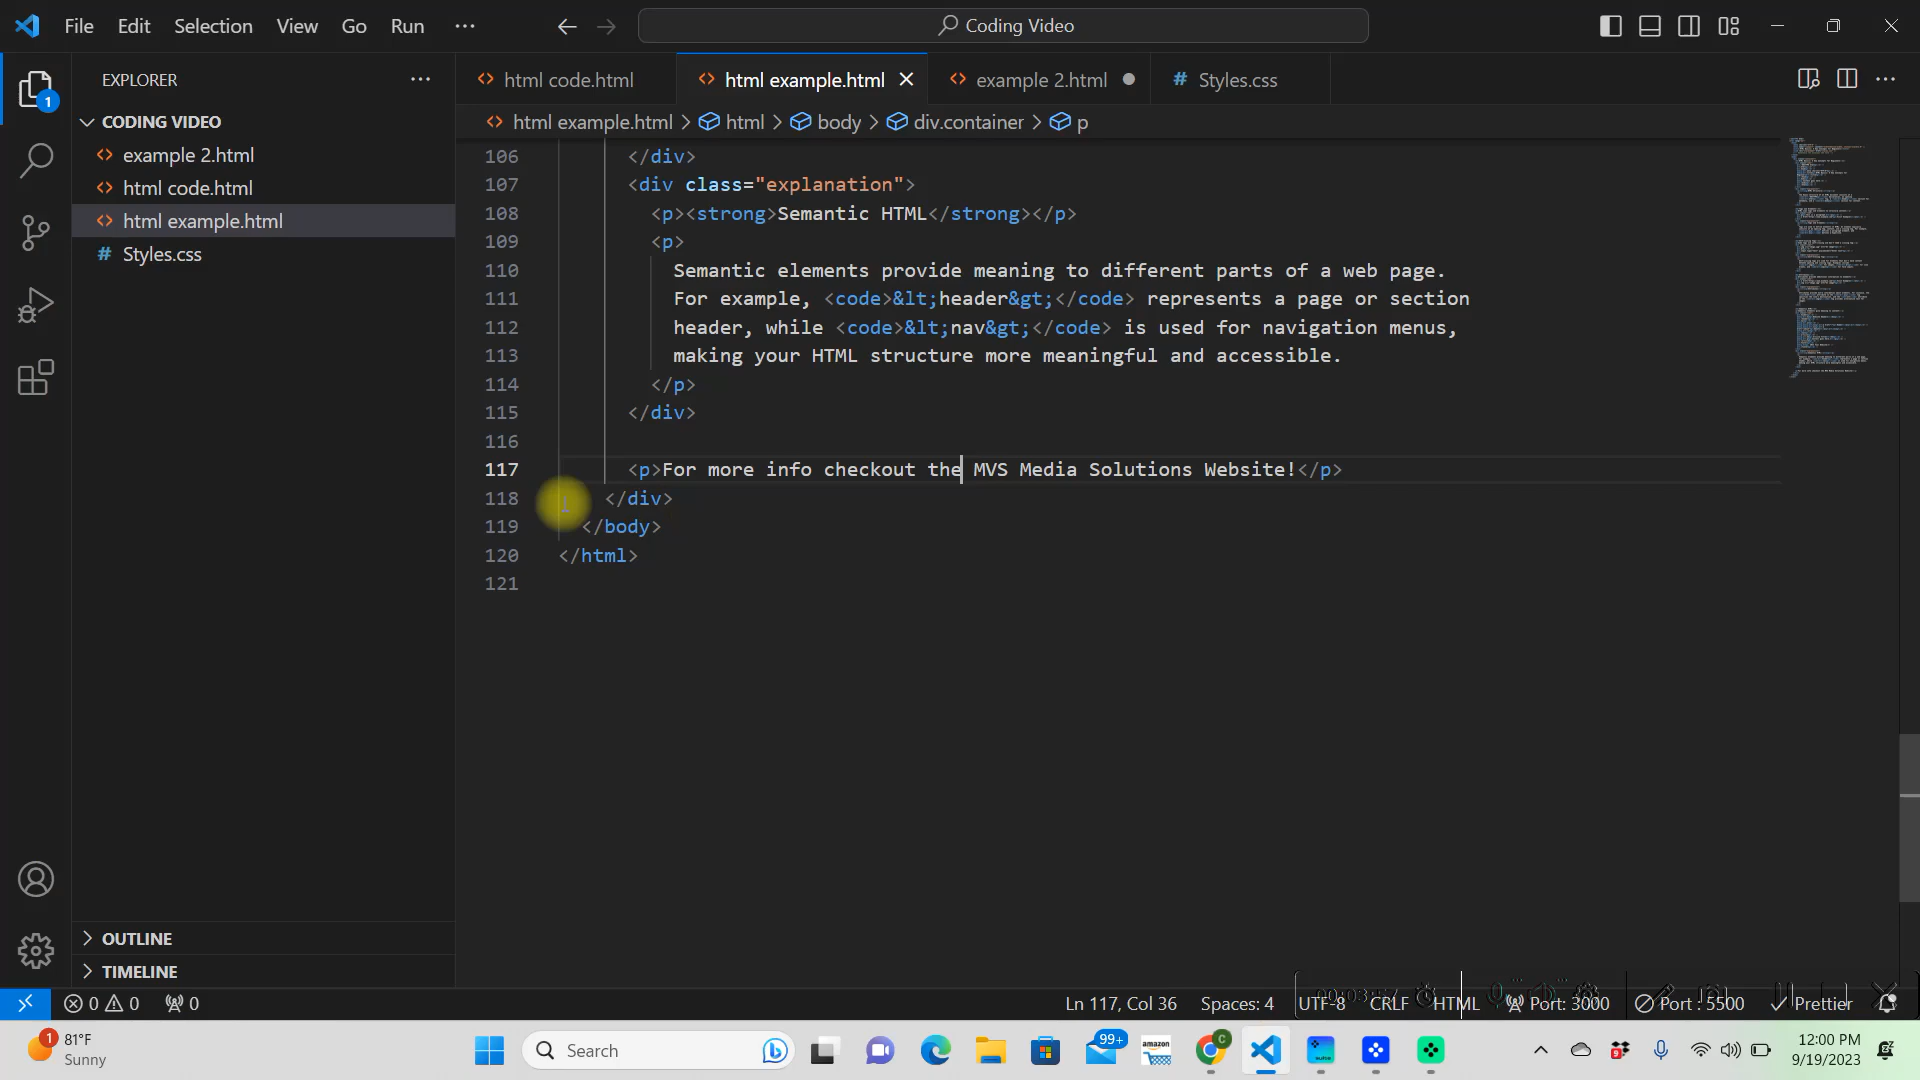 File Edit Selection View Go Run ···
Coding Video
EXPLORER ···
1
CODING VIDEO
example 2.html
html code.html
html example.html
# Styles.css
OUTLINE
TIMELINE
html code.html
html example.html
example 2.html
# Styles.css
html example.html > html > body > div.container > p
106 </div>
107 <div class="explanation">
108 <p><strong>Semantic HTML</strong></p>
109 <p>
110 Semantic elements provide meaning to different parts of a web page.
111 For example, <code>&lt;header&gt;</code> represents a page or section
112 header, while <code>&lt;nav&gt;</code> is used for navigation menus,
113 making your HTML structure more meaningful and accessible.
114 </p>
115 </div>
116
117 <p>For more info checkout the MVS Media Solutions Website!</p>
118 </div>
119 </body>
120 </html>
121
0 0 0
Ln 117, Col 36 Spaces: 4 UTF-8 CRLF HTML Port: 3000 Port : 5500 Prettier
1 81°F
Sunny
Search
99+
amazon
C
suite
9
12:00 PM
9/19/2023